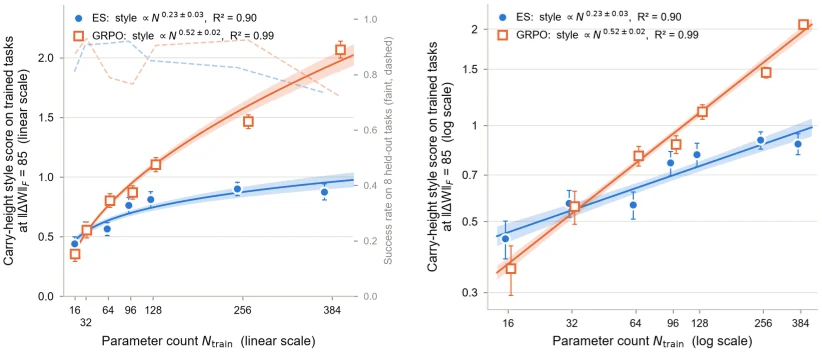 ES: style ∝ N^0.23 ± 0.03, R² = 0.90
GRPO: style ∝ N^0.52 ± 0.02, R² = 0.99
Carry-height style score on trained tasks
at ||ΔW||_F = 85 (linear scale)
2.0
1.5
1.0
0.5
0.0
1.0
0.8
0.6
0.4
0.2
0.0
Success rate on 8 held-out tasks (faint, dashed)
16
32
64
96
128
256
384
Parameter count N_train (linear scale)
ES: style ∝ N^0.23 ± 0.03, R² = 0.90
GRPO: style ∝ N^0.52 ± 0.02, R² = 0.99
Carry-height style score on trained tasks
at ||ΔW||_F = 85 (log scale)
2
1.5
1
0.7
0.5
0.3
16
32
64
96
128
256
384
Parameter count N_train (log scale)